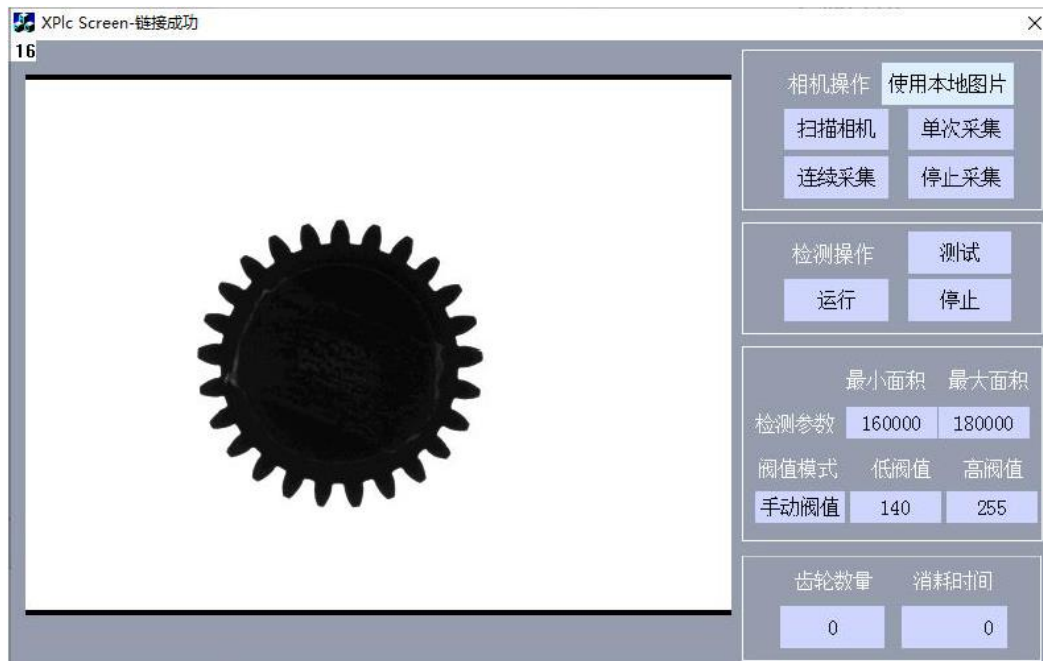 XPlc Screen-链接成功
16
相机操作 使用本地图片
扫描相机 单次采集
连续采集 停止采集
检测操作 测试
运行 停止
最小面积 最大面积
检测参数 160000 180000
阀值模式 低阀值 高阀值
手动阀值 140 255
齿轮数量 消耗时间
0 0